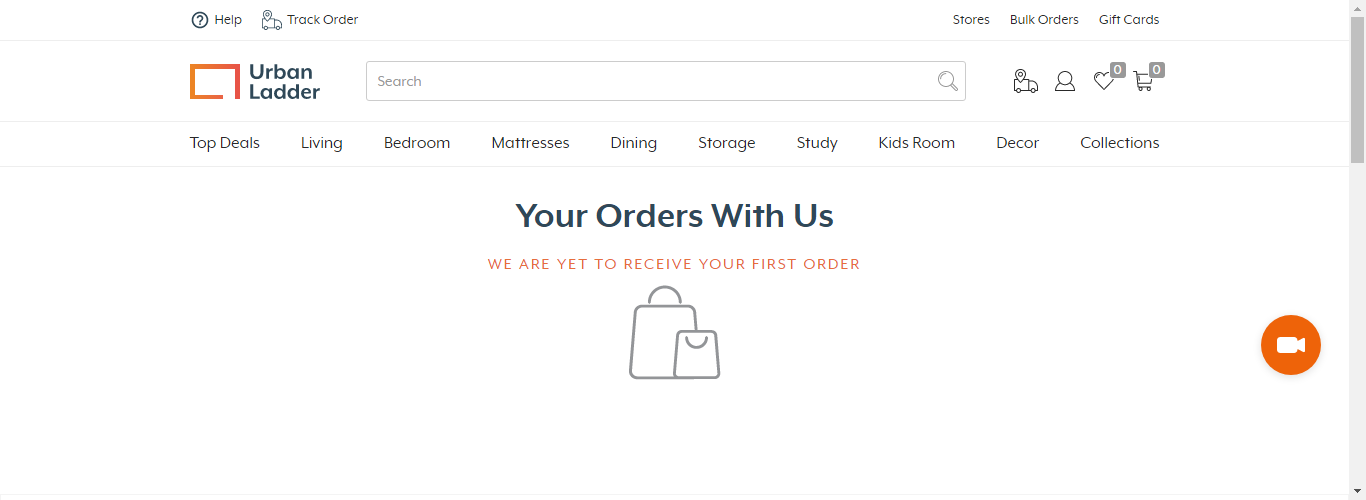 Help Track Order Stores Bulk Orders Gift Cards
Urban
Ladder
Search
0 0
Top Deals Living Bedroom Mattresses Dining Storage Study Kids Room Decor Collections
Your Orders With Us
WE ARE YET TO RECEIVE YOUR FIRST ORDER